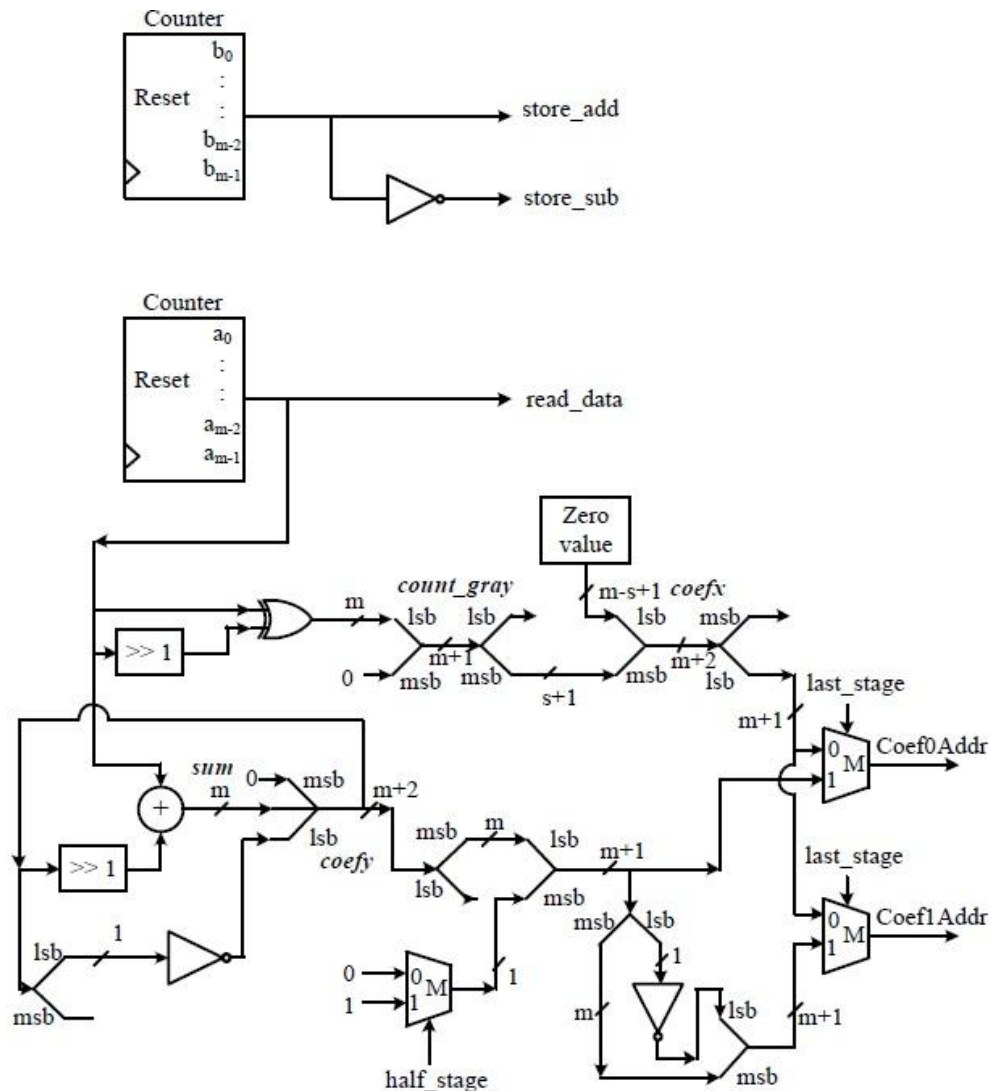 Counter
b0
:
Reset
:
bm-2
bm-1
store_add
store_sub
Counter
a0
:
Reset
:
am-2
am-1
read_data
Zero
value
count_gray
m-s+1
coefx
m
lsb
lsb
lsb
msb
>> 1
0
msb
m+1
msb
s+1
msb
m+2
lsb
last_stage
m+1
0
M
1
Coef0Addr
sum
0
msb
m
+
m+2
lsb
coefy
msb
m
lsb
m+1
last_stage
>> 1
lsb
msb
msb
lsb
0
M
1
Coef1Addr
1
lsb
1
msb
0
0
M
1
1
1
m
lsb
m+1
msb
half_stage